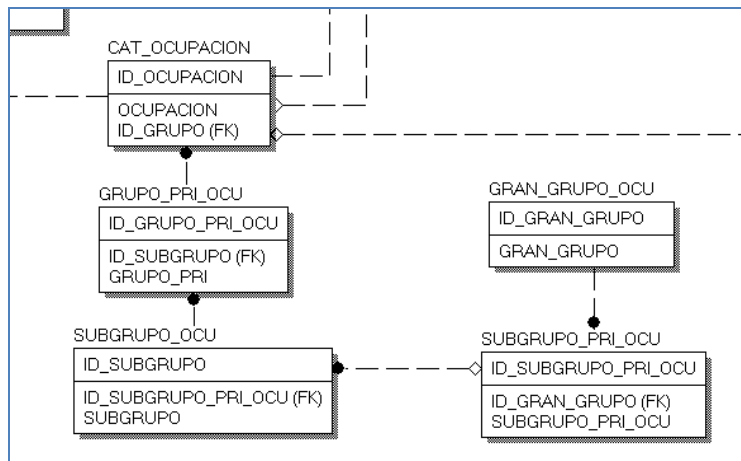 CAT_OCUPACION
ID_OCUPACION
OCUPACION
ID_GRUPO (FK)
GRUPO_PRI_OCU
ID_GRUPO_PRI_OCU
ID_SUBGRUPO (FK)
GRUPO_PRI
GRAN_GRUPO_OCU
ID_GRAN_GRUPO
GRAN_GRUPO
SUBGRUPO_OCU
ID_SUBGRUPO
ID_SUBGRUPO_PRI_OCU (FK)
SUBGRUPO
SUBGRUPO_PRI_OCU
ID_SUBGRUPO_PRI_OCU
ID_GRAN_GRUPO (FK)
SUBGRUPO_PRI_OCU